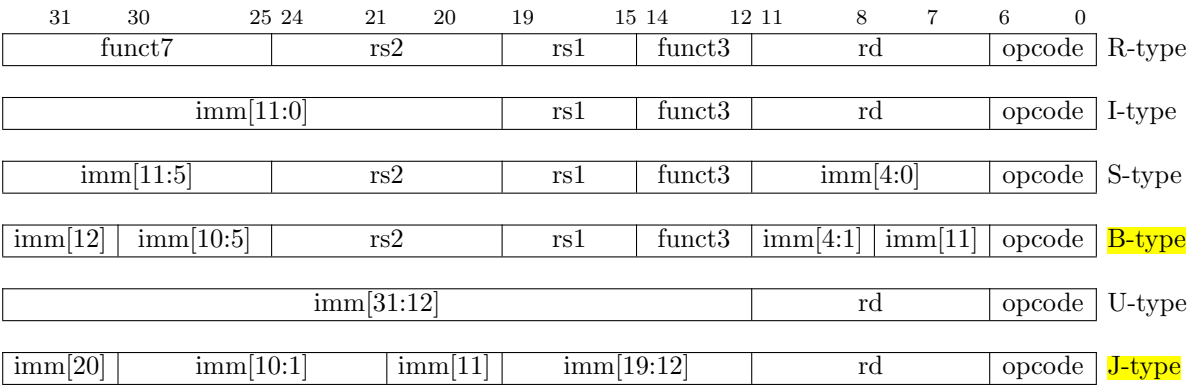 31 30 25 24 21 20 19 15 14 12 11 8 7 6 0
funct7 rs2 rs1 funct3 rd opcode R-type
imm[11:0] rs1 funct3 rd opcode I-type
imm[11:5] rs2 rs1 funct3 imm[4:0] opcode S-type
imm[12] imm[10:5] rs2 rs1 funct3 imm[4:1] imm[11] opcode B-type
imm[31:12] rd opcode U-type
imm[20] imm[10:1] imm[11] imm[19:12] rd opcode J-type